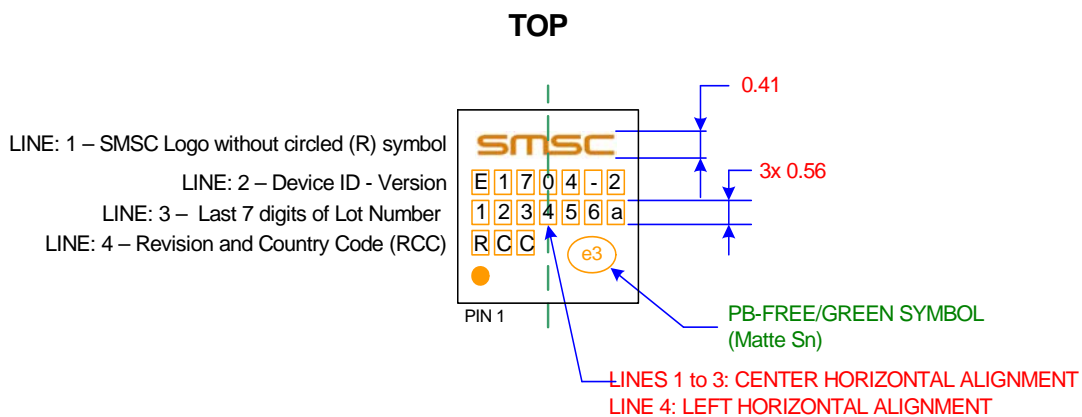 TOP
0.41
LINE: 1 – SMSC Logo without circled (R) symbol
smsc
3x 0.56
LINE: 2 – Device ID - Version
E1704-2
LINE: 3 – Last 7 digits of Lot Number
123456a
LINE: 4 – Revision and Country Code (RCC)
RCC
e3
PIN 1
PB-FREE/GREEN SYMBOL
(Matte Sn)
LINES 1 to 3: CENTER HORIZONTAL ALIGNMENT
LINE 4: LEFT HORIZONTAL ALIGNMENT